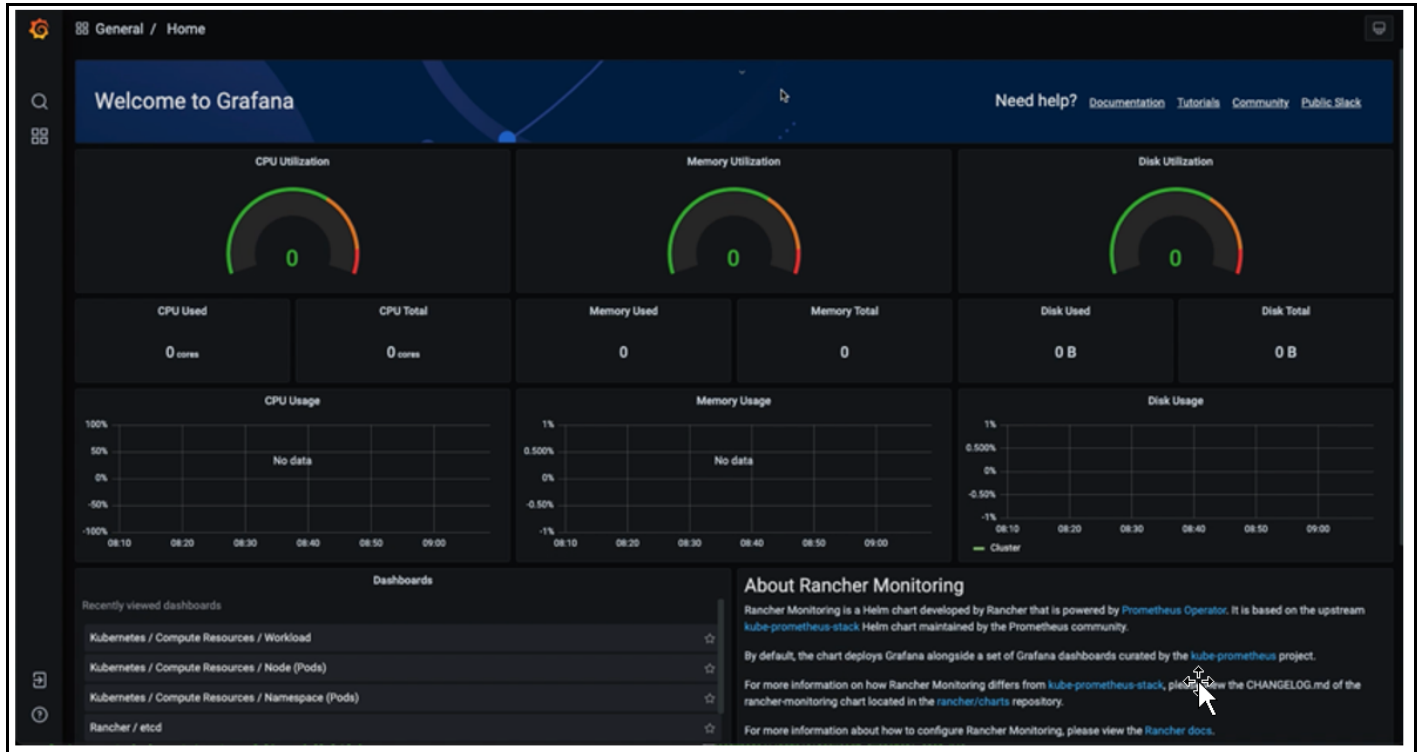 General / Home
Welcome to Grafana
Need help? Documentation Tutorials Community Public Slack
CPU Utilization
0
Memory Utilization
0
Disk Utilization
0
CPU Used
0 cores
CPU Total
0 cores
Memory Used
0
Memory Total
0
Disk Used
0 B
Disk Total
0 B
CPU Usage
100%
50%
No data
0%
-50%
-100%
08:10 08:20 08:30 08:40 08:50 09:00
Memory Usage
1%
0.500%
No data
0%
-0.50%
-1%
08:10 08:20 08:30 08:40 08:50 09:00
Disk Usage
1%
0.500%
0%
-0.50%
-1%
08:10 08:20 08:30 08:40 08:50 09:00
Cluster
Dashboards
Recently viewed dashboards
Kubernetes / Compute Resources / Workload
Kubernetes / Compute Resources / Node (Pods)
Kubernetes / Compute Resources / Namespace (Pods)
Rancher / etcd
About Rancher Monitoring
Rancher Monitoring is a Helm chart developed by Rancher that is powered by Prometheus Operator. It is based on the upstream
kube-prometheus-stack Helm chart maintained by the Prometheus community.
By default, the chart deploys Grafana alongside a set of Grafana dashboards curated by the kube-prometheus project.
For more information on how Rancher Monitoring differs from kube-prometheus-stack, the CHANGELOG.md of the
rancher-monitoring chart located in the rancher/charts repository.
For more information about how to configure Rancher Monitoring, please view the Rancher docs.